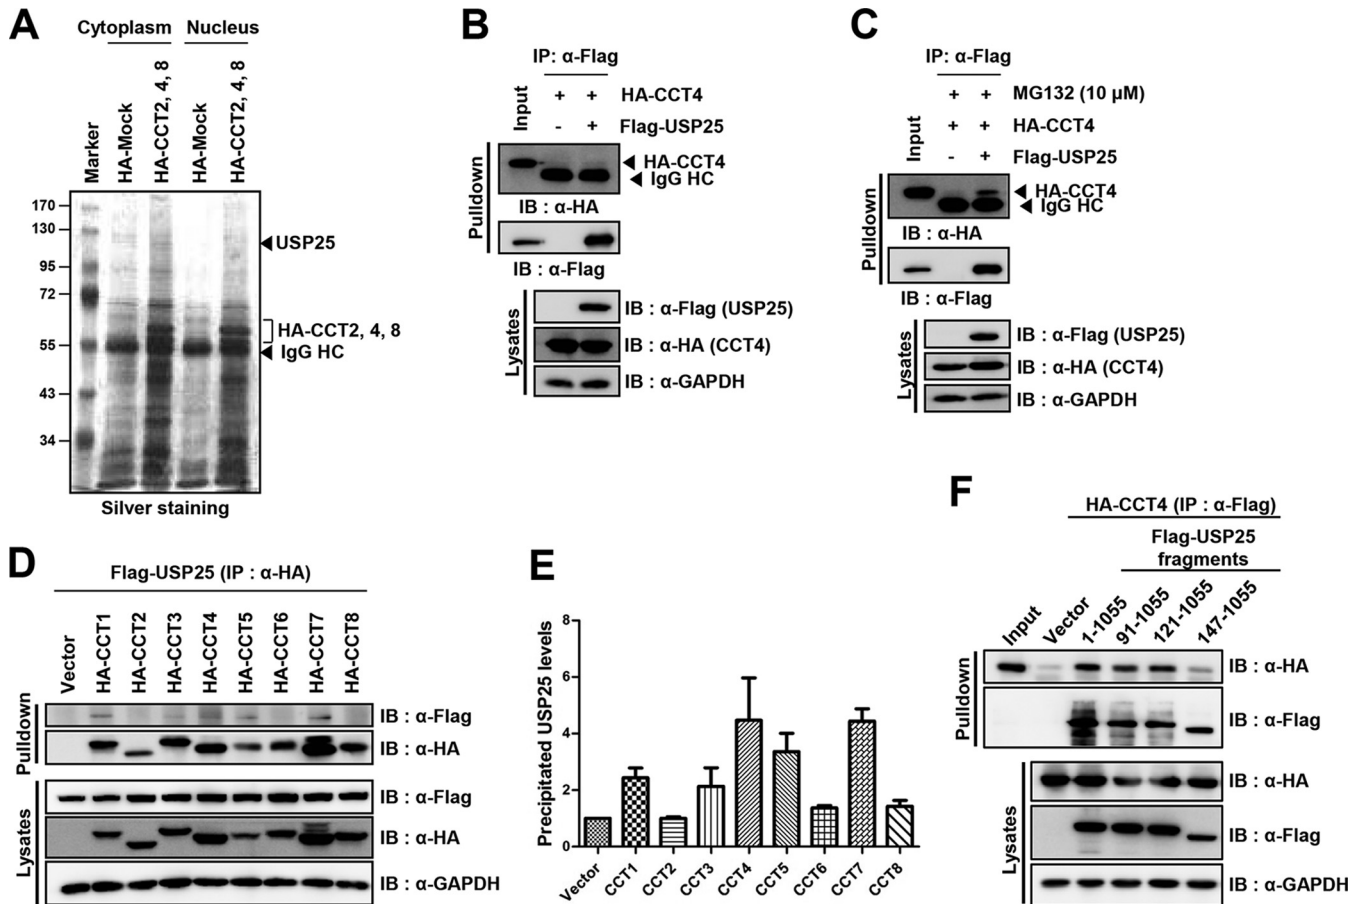 A
Cytoplasm Nucleus
Marker
HA-Mock
HA-CCT2, 4, 8
HA-Mock
HA-CCT2, 4, 8
170
130
95
72
55
43
34
USP25
HA-CCT2, 4, 8
IgG HC
Silver staining
B
IP: α-Flag
Input
+ + HA-CCT4
- + Flag-USP25
Pulldown
HA-CCT4
IgG HC
IB : α-HA
IB : α-Flag
Lysates
IB : α-Flag (USP25)
IB : α-HA (CCT4)
IB : α-GAPDH
C
IP: α-Flag
Input
+ + MG132 (10 μM)
+ + HA-CCT4
- + Flag-USP25
Pulldown
HA-CCT4
IgG HC
IB : α-HA
IB : α-Flag
Lysates
IB : α-Flag (USP25)
IB : α-HA (CCT4)
IB : α-GAPDH
D
Flag-USP25 (IP : α-HA)
Vector
HA-CCT1
HA-CCT2
HA-CCT3
HA-CCT4
HA-CCT5
HA-CCT6
HA-CCT7
HA-CCT8
Pulldown
IB : α-Flag
IB : α-HA
Lysates
IB : α-Flag
IB : α-HA
IB : α-GAPDH
E
Precipitated USP25 levels
8
6
4
2
0
Vector
CCT1
CCT2
CCT3
CCT4
CCT5
CCT6
CCT7
CCT8
F
HA-CCT4 (IP : α-Flag)
Flag-USP25
fragments
Input
Vector
1-1055
91-1055
121-1055
147-1055
Pulldown
IB : α-HA
IB : α-Flag
Lysates
IB : α-HA
IB : α-Flag
IB : α-GAPDH